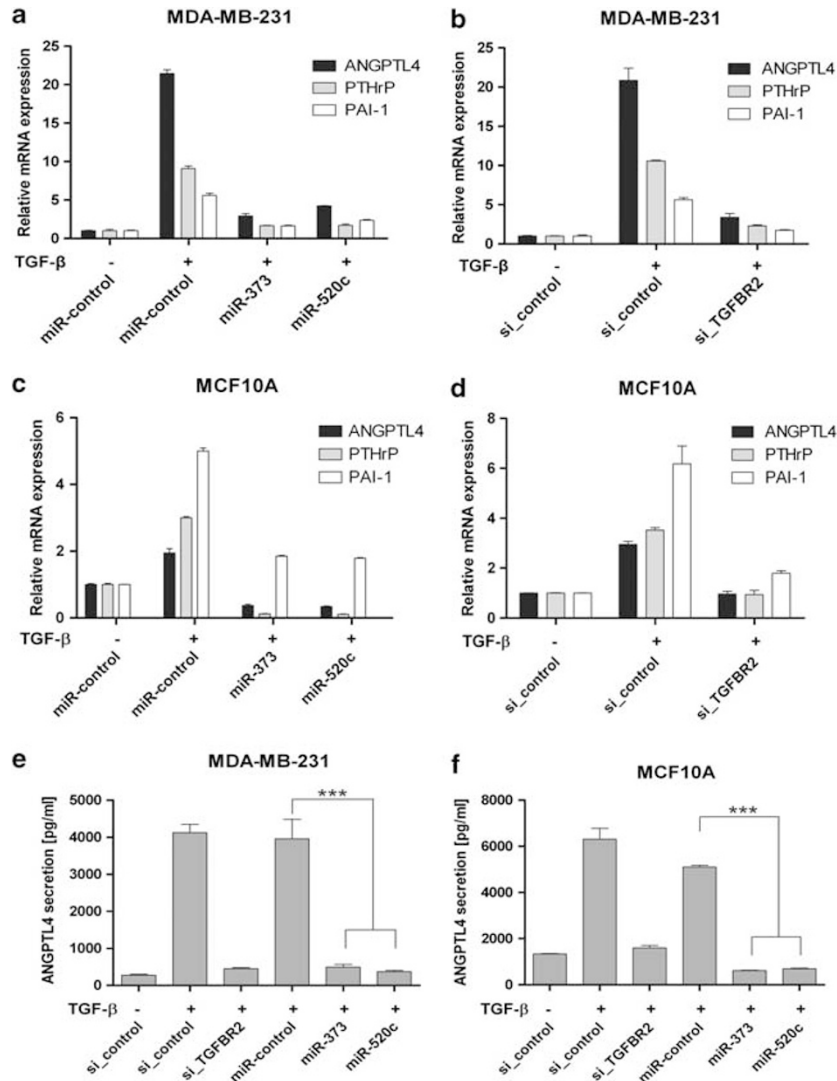 a
MDA-MB-231
Relative mRNA expression
25
20
15
10
5
0
ANGPTL4
PTHrP
PAI-1
TGF-β - + + +
miR-control miR-control miR-373 miR-520c
b
MDA-MB-231
Relative mRNA expression
25
20
15
10
5
0
ANGPTL4
PTHrP
PAI-1
TGF-β - + +
si_control si_control si_TGFBR2
c
MCF10A
Relative mRNA expression
6
4
2
0
ANGPTL4
PTHrP
PAI-1
TGF-β - + + +
miR-control miR-control miR-373 miR-520c
d
MCF10A
Relative mRNA expression
8
6
4
2
0
ANGPTL4
PTHrP
PAI-1
TGF-β - + +
si_control si_control si_TGFBR2
e
MDA-MB-231
ANGPTL4 secretion [pg/ml]
5000
4000
3000
2000
1000
0
***
TGF-β - + + + + +
si_control si_control si_TGFBR2 miR-control miR-373 miR-520c
f
MCF10A
ANGPTL4 secretion [pg/ml]
8000
6000
4000
2000
0
***
TGF-β - + + + + +
si_control si_control si_TGFBR2 miR-control miR-373 miR-520c